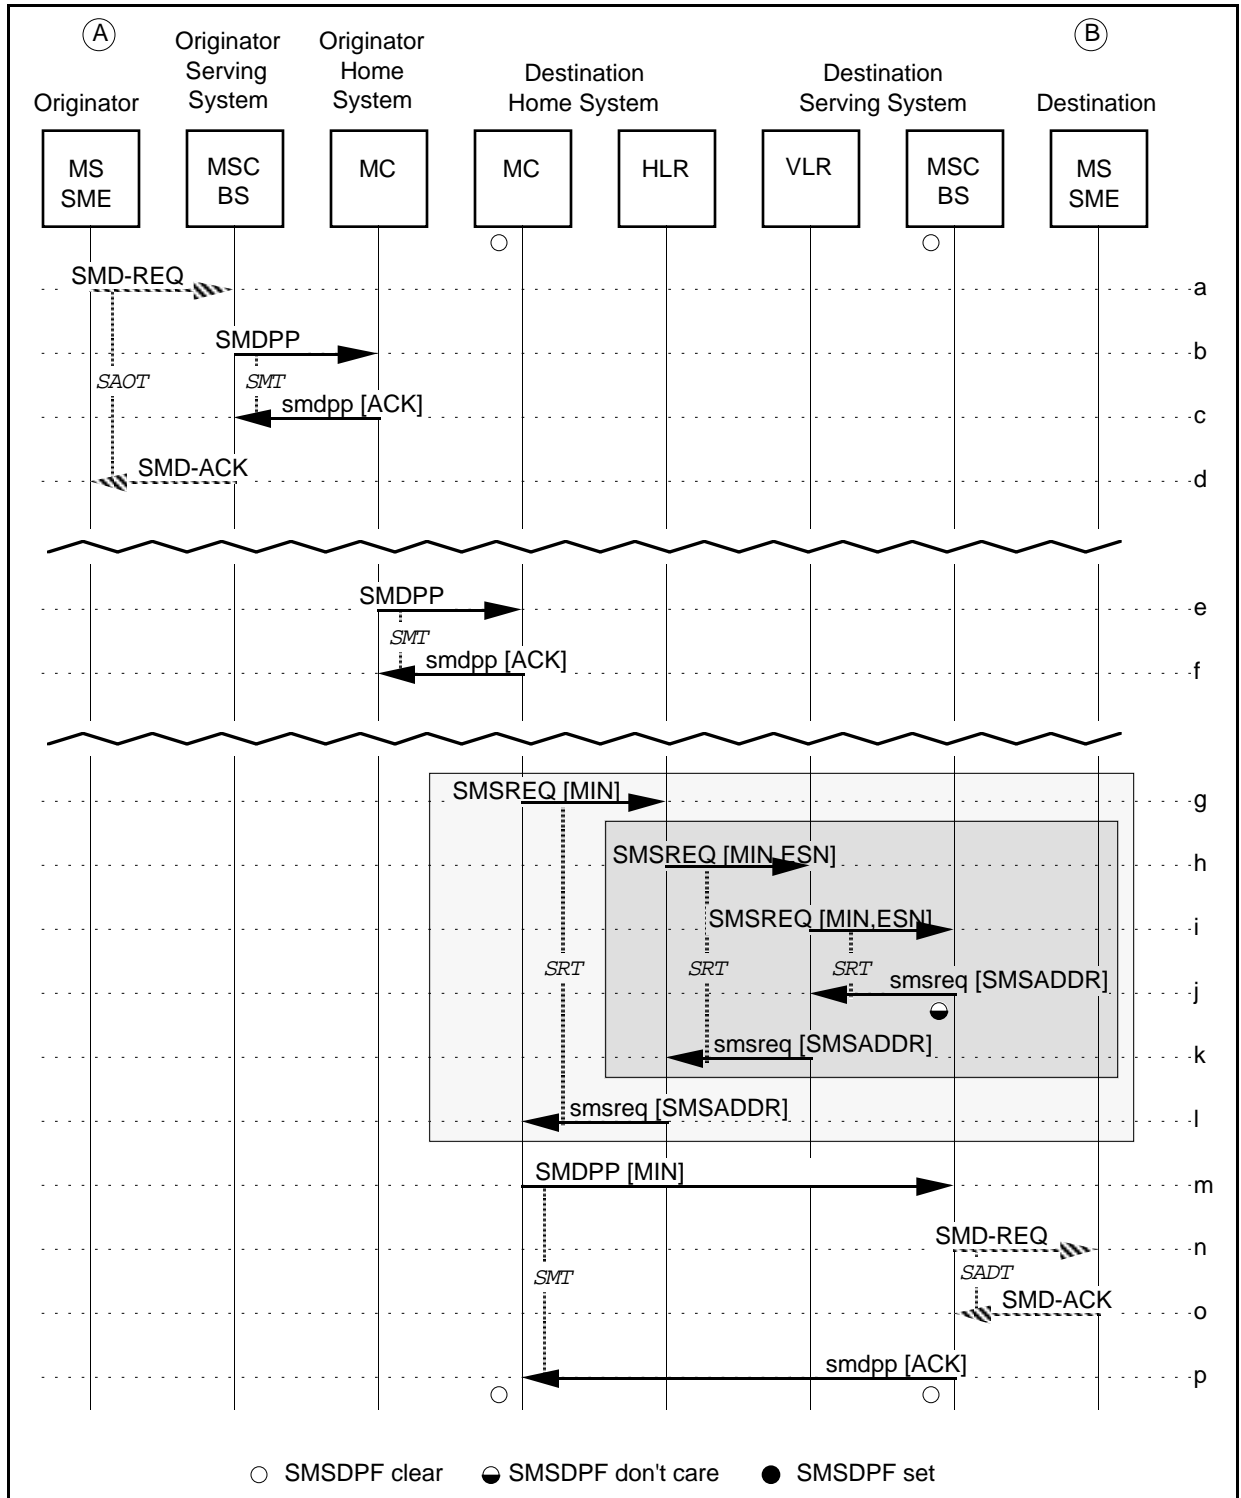 A
B
Originator
Serving
System
Originator
Home
System
Destination
Home System
Destination
Serving System
Originator
Destination
MS
SME
MSC
BS
MC
MC
HLR
VLR
MSC
BS
MS
SME
SMD-REQ
a
SMDPP
b
SAOT
SMT
smdpp [ACK]
c
SMD-ACK
d
SMDPP
e
SMT
smdpp [ACK]
f
SMSREQ [MIN]
g
SMSREQ [MIN,ESN]
h
SMSREQ [MIN,ESN]
i
SRT
SRT
SRT
smsreq [SMSADDR]
j
smsreq [SMSADDR]
k
smsreq [SMSADDR]
l
SMDPP [MIN]
m
SMD-REQ
n
SMT
SADT
SMD-ACK
o
smdpp [ACK]
p
SMSDPF clear
SMSDPF don't care
SMSDPF set